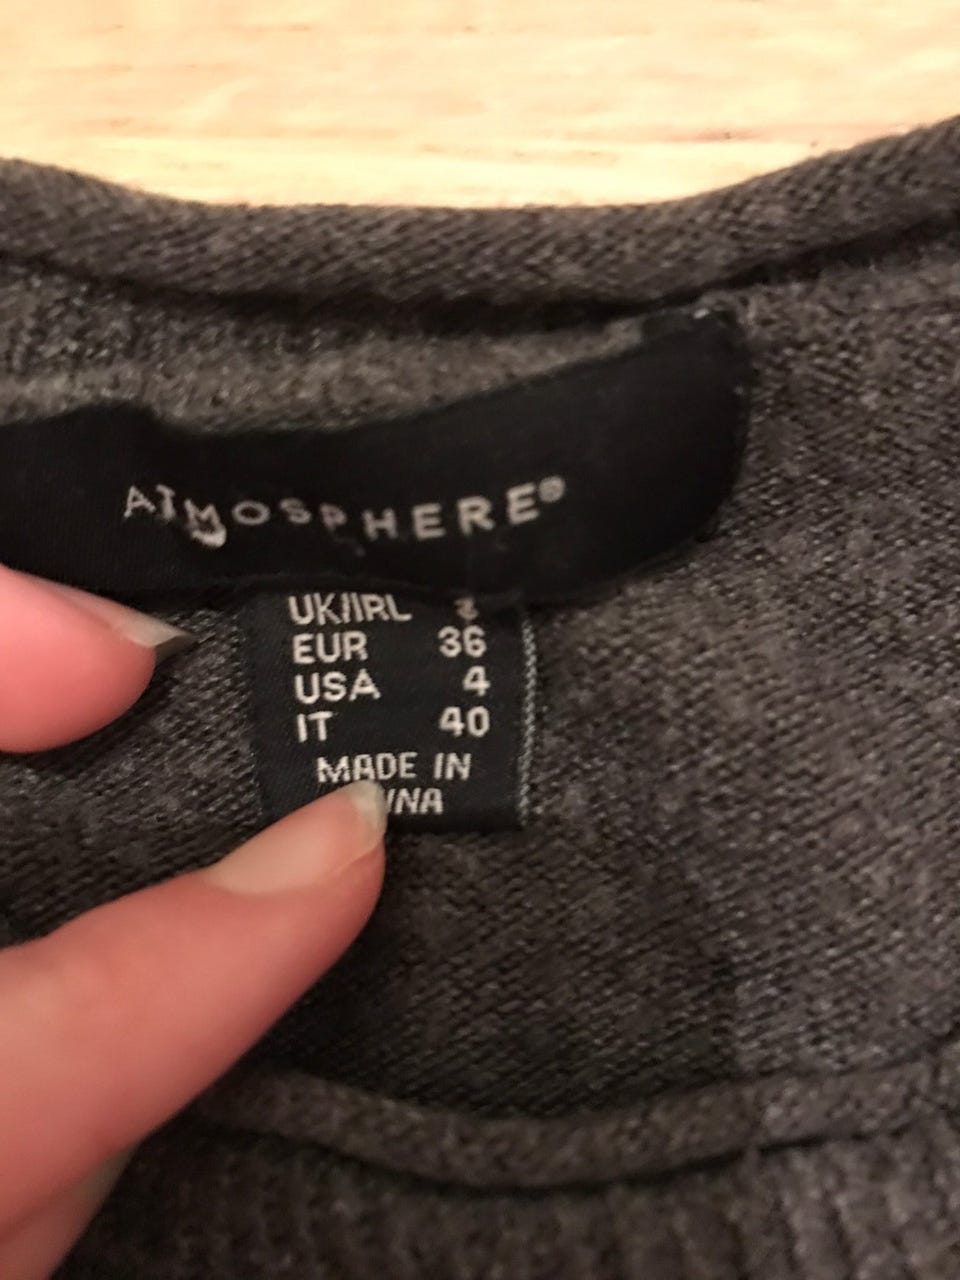 ATMOSPHERE®
UK/IRL
EUR 36
USA 4
IT 40
MADE IN